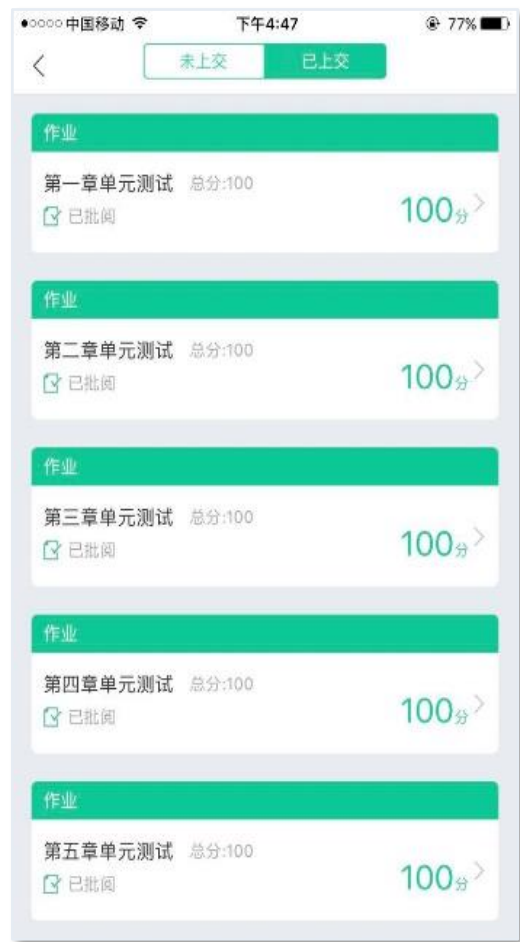 中国移动 下午4:47 77%
未上交 已上交
作业
第一章单元测试 总分:100
已批阅
100分
作业
第二章单元测试 总分:100
已批阅
100分
作业
第三章单元测试 总分:100
已批阅
100分
作业
第四章单元测试 总分:100
已批阅
100分
作业
第五章单元测试 总分:100
已批阅
100分